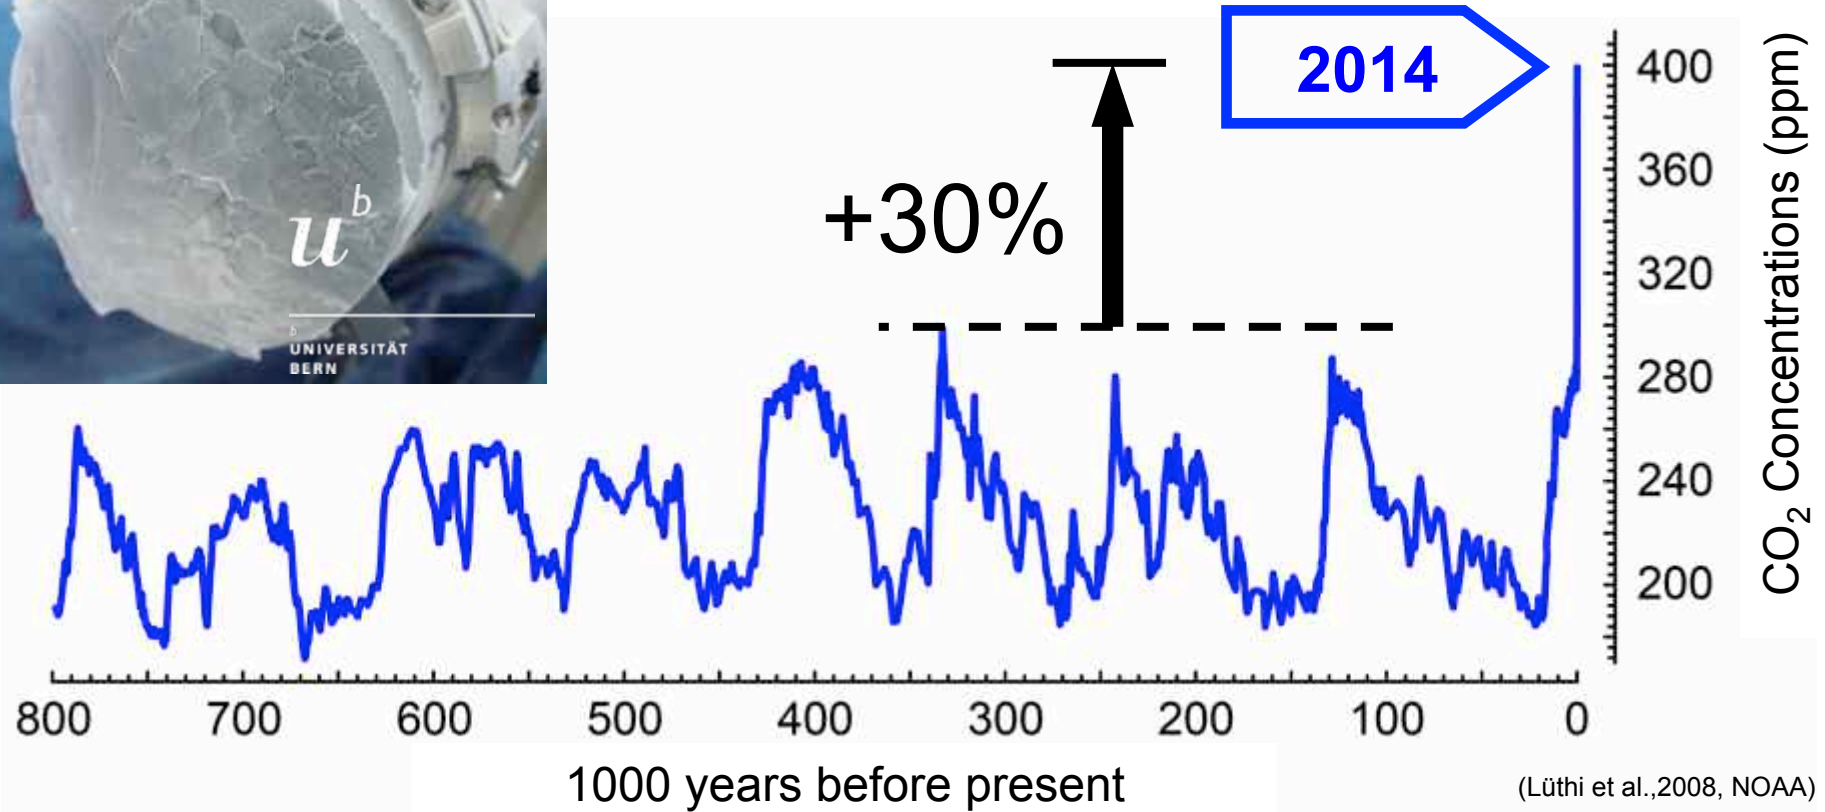 2014
400
360
320
280
240
200
CO₂ Concentrations (ppm)
+30%
u^b
b
UNIVERSITÄT
BERN
800 700 600 500 400 300 200 100 0
1000 years before present
(Lüthi et al.,2008, NOAA)